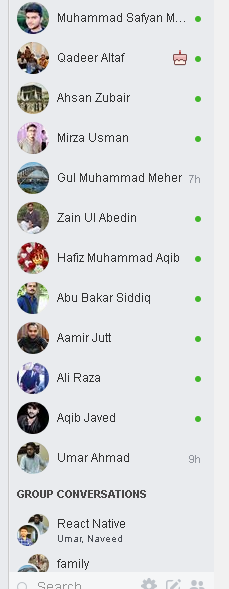 Muhammad Safyan M...
Qadeer Altaf
Ahsan Zubair
Mirza Usman
Gul Muhammad Meher 7h
Zain Ul Abedin
Hafiz Muhammad Aqib
Abu Bakar Siddiq
Aamir Jutt
Ali Raza
Aqib Javed
Umar Ahmad 9h
GROUP CONVERSATIONS
React Native
Umar, Naveed
family
Search